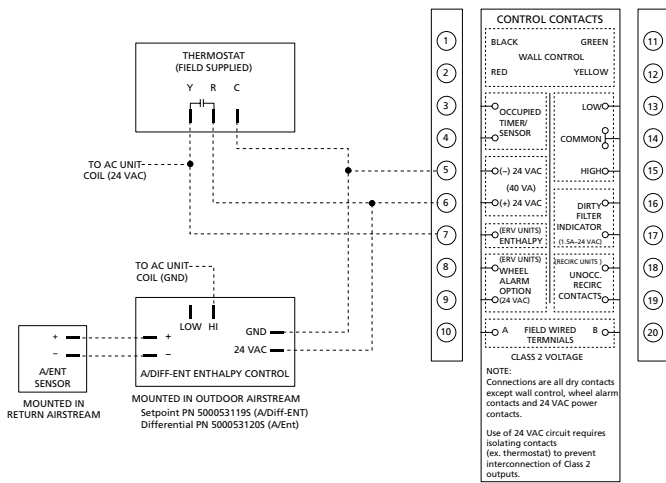 THERMOSTAT
(FIELD SUPPLIED)
Y R C
TO AC UNIT
COIL (24 VAC)
TO AC UNIT
COIL (GND)
LOW HI
GND
24 VAC
+
–
+
–
A/ENT
SENSOR
MOUNTED IN
RETURN AIRSTREAM
A/DIFF-ENT ENTHALPY CONTROL
MOUNTED IN OUTDOOR AIRSTREAM
Setpoint PN 500053119S (A/Diff-ENT)
Differential PN 500053120S (A/Ent)
1
2
3
4
5
6
7
8
9
10
CONTROL CONTACTS
BLACK GREEN
WALL CONTROL
RED YELLOW
OCCUPIED
TIMER/
SENSOR
LOW
COMMON
HIGH
(–) 24 VAC
(40 VA)
(+) 24 VAC
DIRTY
FILTER
INDICATOR
(1.5A–24 VAC)
(ERV UNITS)
ENTHALPY
(ERV UNITS)
WHEEL
ALARM
OPTION
(24 VAC)
(RECIRC UNITS )
UNOCC.
RECIRC
CONTACTS
A FIELD WIRED B
TERMNIALS
CLASS 2 VOLTAGE
NOTE:
Connections are all dry contacts
except wall control, wheel alarm
contacts and 24 VAC power
contacts.
Use of 24 VAC circuit requires
isolating contacts
(ex. thermostat) to prevent
interconnection of Class 2
outputs.
11
12
13
14
15
16
17
18
19
20